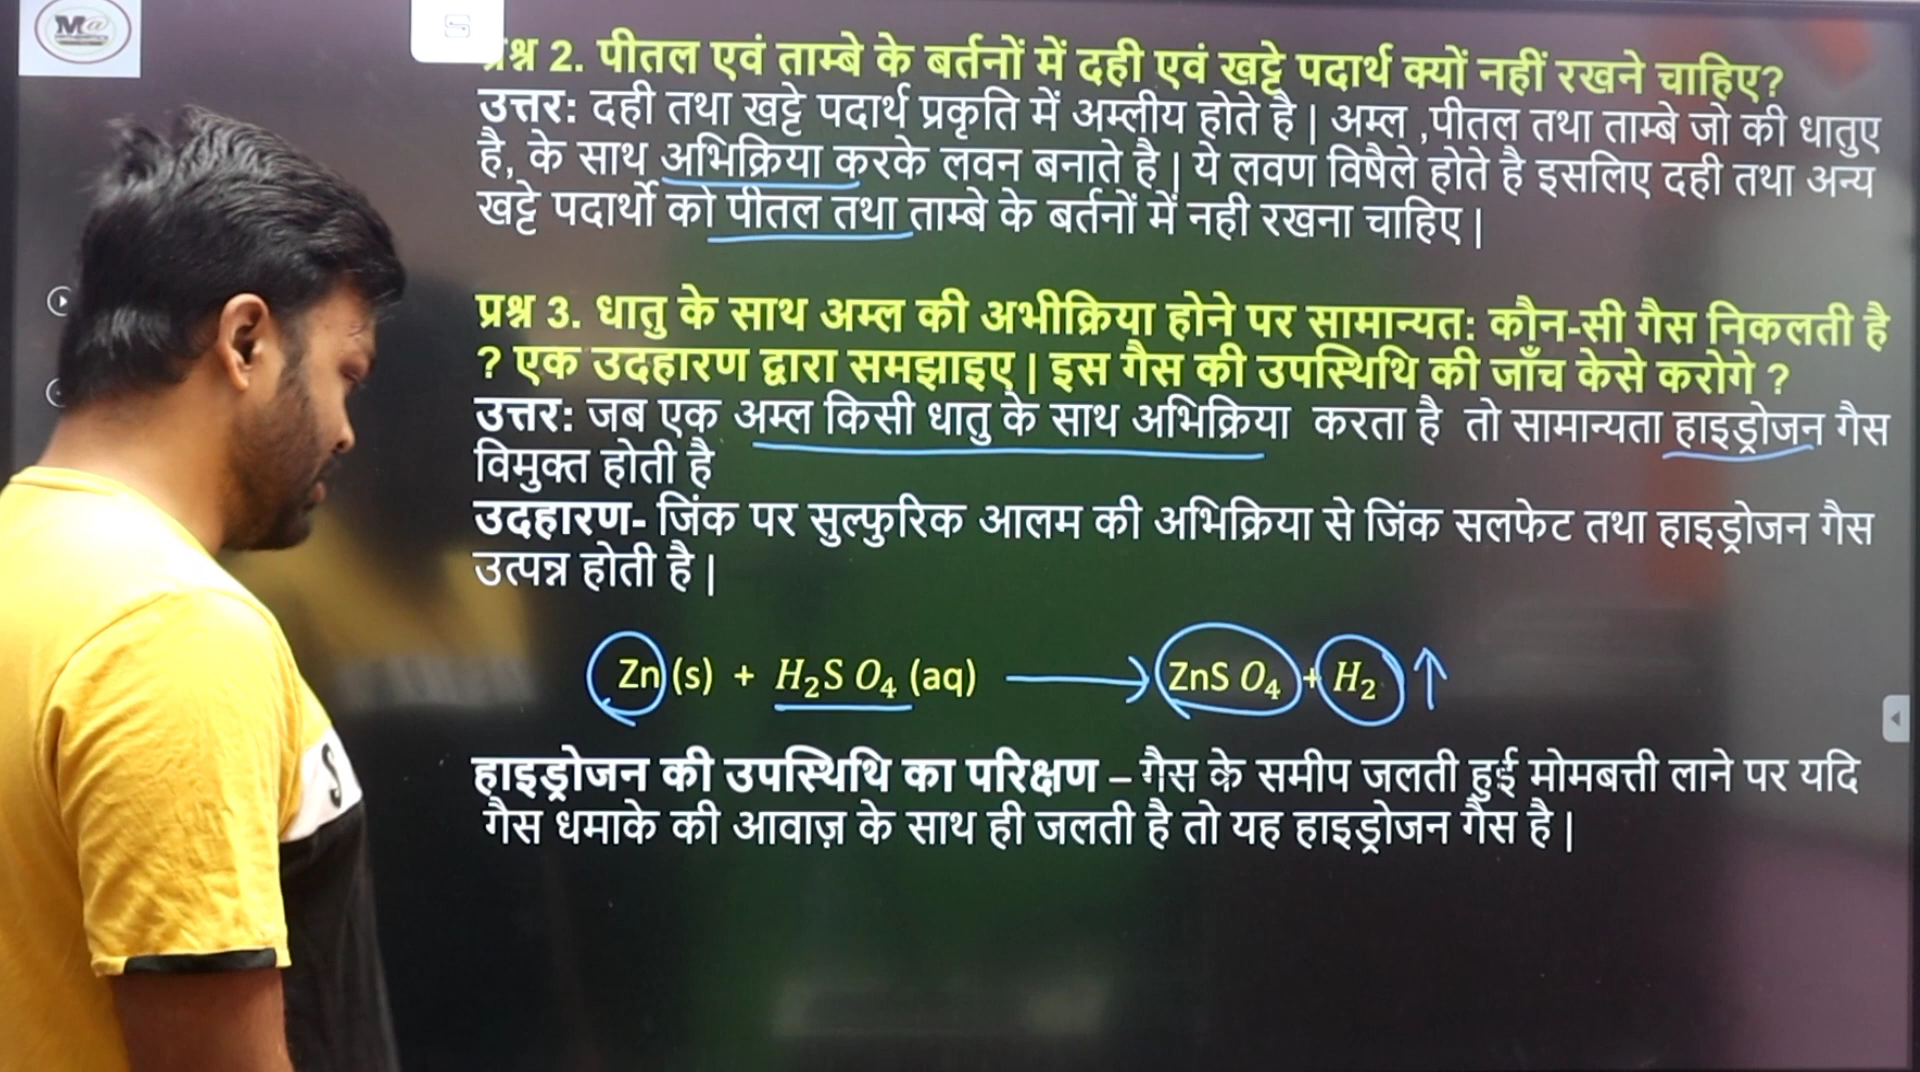 M@
प्रश्न 2. पीतल एवं ताम्बे के बर्तनों में दही एवं खट्टे पदार्थ क्यों नहीं रखने चाहिए?
उत्तर: दही तथा खट्टे पदार्थ प्रकृति में अम्लीय होते है | अम्ल ,पीतल तथा ताम्बे जो की धातुए
है, के साथ अभिक्रिया करके लवन बनाते है | ये लवण विषैले होते है इसलिए दही तथा अन्य
खट्टे पदार्थो को पीतल तथा ताम्बे के बर्तनों में नही रखना चाहिए |
प्रश्न 3. धातु के साथ अम्ल की अभीक्रिया होने पर सामान्यत: कौन-सी गैस निकलती है
? एक उदहारण द्वारा समझाइए | इस गैस की उपस्थिथि की जाँच केसे करोगे ?
उत्तर: जब एक अम्ल किसी धातु के साथ अभिक्रिया करता है तो सामान्यता हाइड्रोजन गैस
विमुक्त होती है
उदहारण- जिंक पर सुल्फुरिक आलम की अभिक्रिया से जिंक सलफेट तथा हाइड्रोजन गैस
उत्पन्न होती है |
Zn (s) + H₂S O₄ (aq) ⟶ ZnS O₄ + H₂ ↑
हाइड्रोजन की उपस्थिथि का परिक्षण – गैस के समीप जलती हुई मोमबत्ती लाने पर यदि
गैस धमाके की आवाज़ के साथ ही जलती है तो यह हाइड्रोजन गैस है |